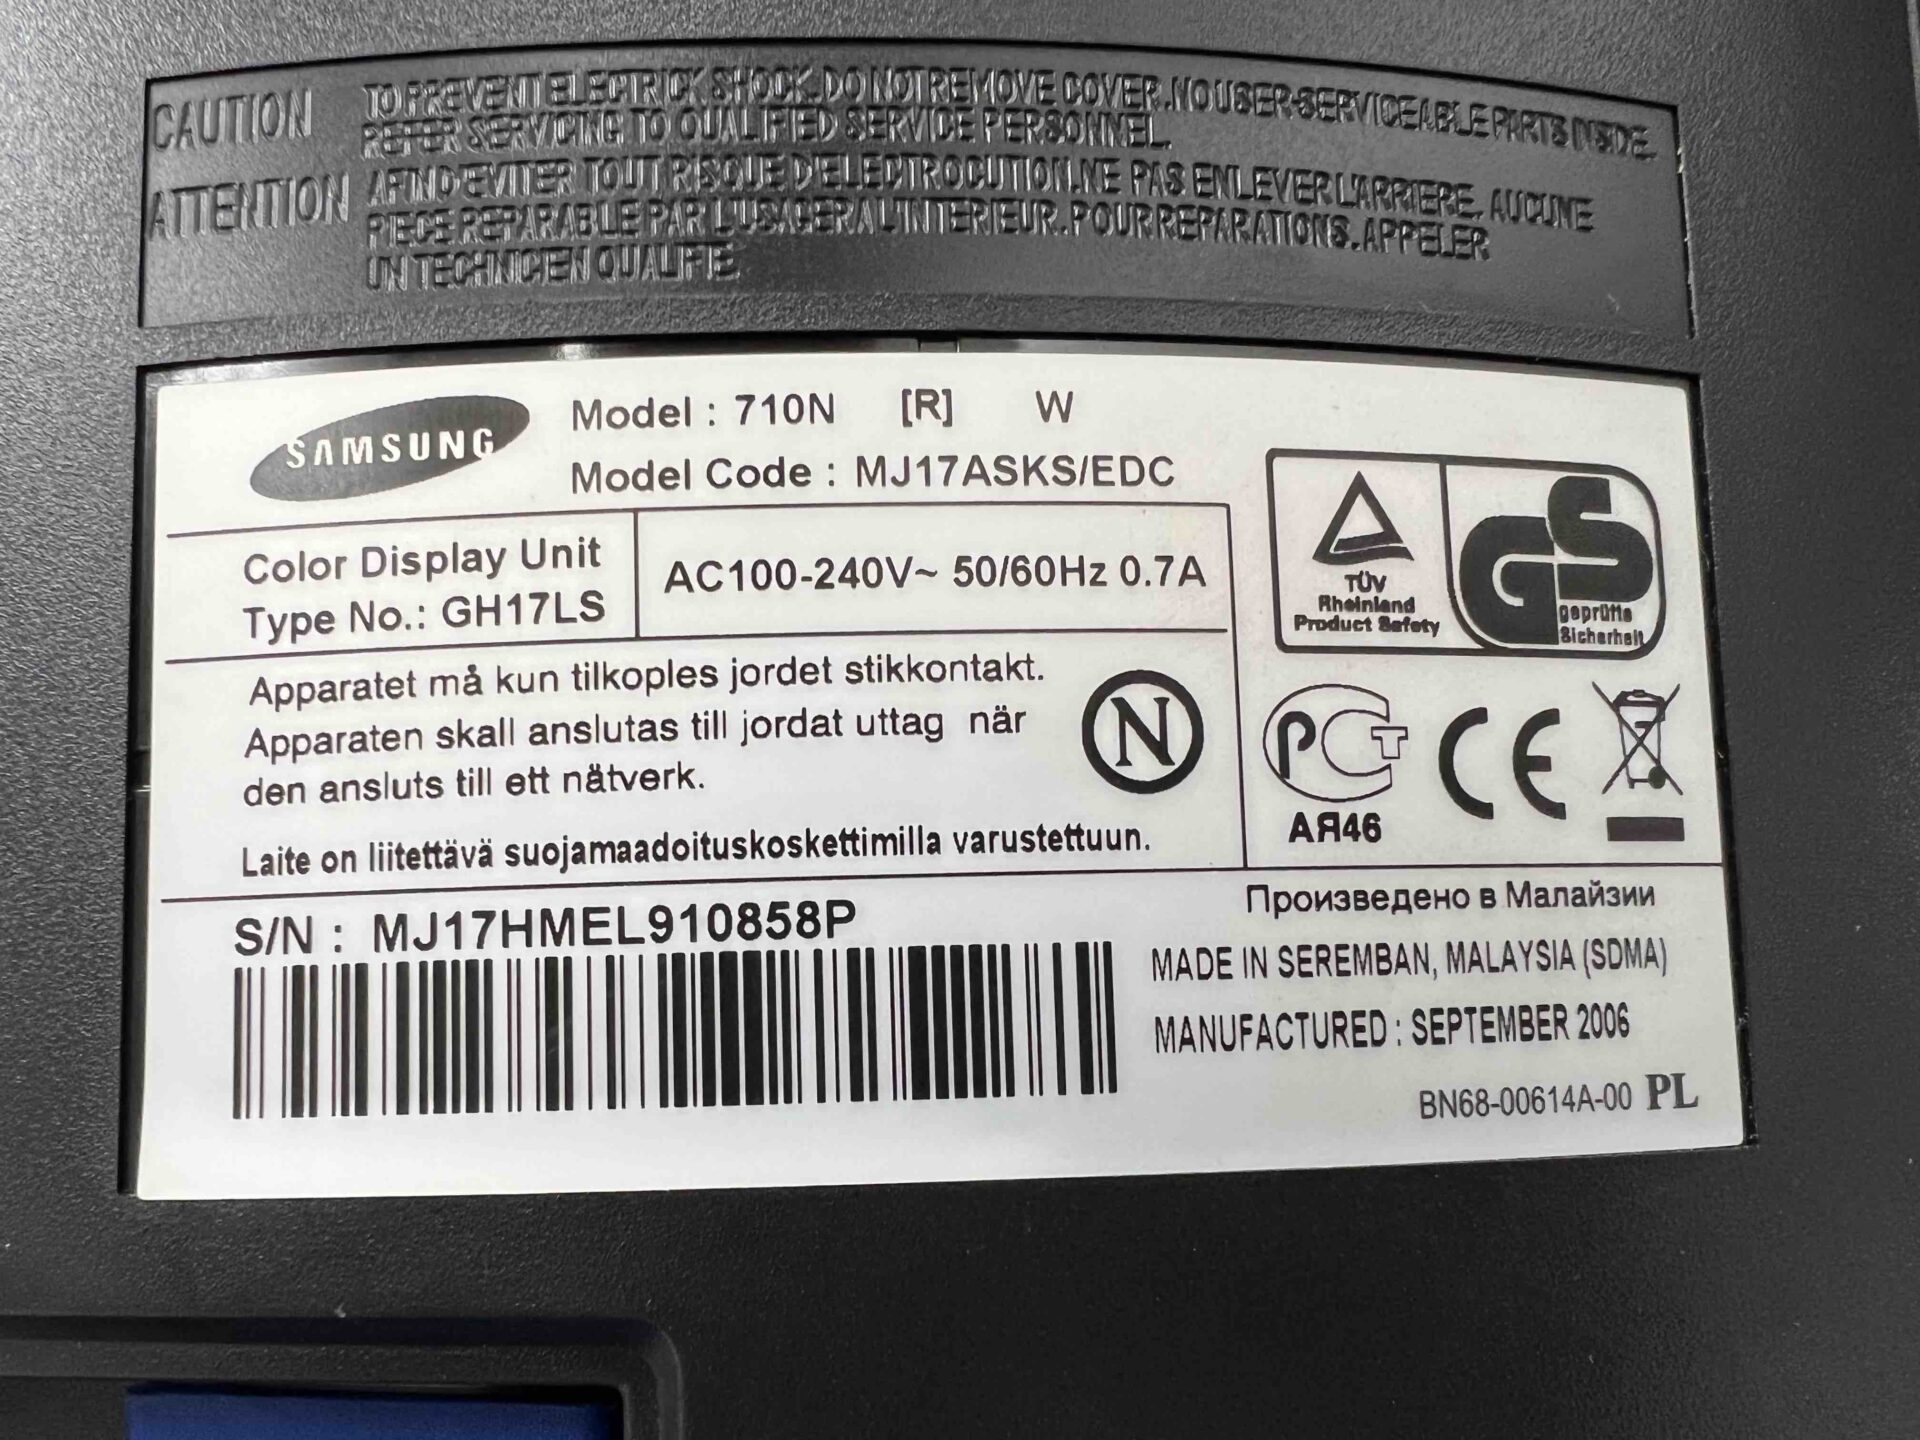 CAUTION TO PREVENT ELECTRICK SHOCK.DO NOT REMOVE COVER.NO USER-SERVICEABLE PARTS INSIDE.
REFER SERVICING TO QUALIFIED SERVICE PERSONNEL.
ATTENTION AFIN D'EVITER TOUT RISQUE D'ELECTROCUTION.NE PAS ENLEVER L'ARRIERE. AUCUNE
PIECE REPARABLE PAR L'USAGER A L'INTERIEUR.POUR REPARATIONS.APPELER
UN TECHNICIEN QUALIFIE.
SAMSUNG
Model : 710N [R] W
Model Code : MJ17ASKS/EDC
Color Display Unit
Type No.: GH17LS
AC100-240V~ 50/60Hz 0.7A
TÜV
Rheinland
Product Safety
GS
geprüfte
Sicherheit
Apparatet må kun tilkoples jordet stikkontakt.
Apparaten skall anslutas till jordat uttag när
den ansluts till ett nätverk.
N
Laite on liitettävä suojamaadoituskoskettimilla varustettuun.
РСТ
АЯ46
CE
S/N : MJ17HMEL910858P
Произведено в Малайзии
MADE IN SEREMBAN, MALAYSIA (SDMA)
MANUFACTURED : SEPTEMBER 2006
BN68-00614A-00 PL